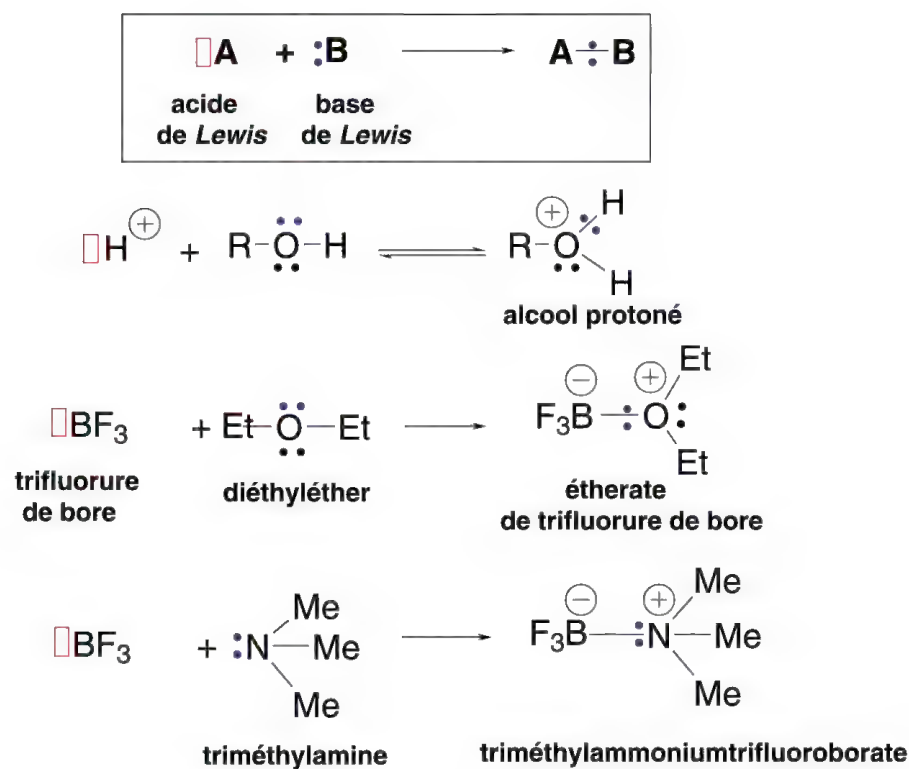 A + :B → A ÷ B
acide base
de Lewis de Lewis
H + + R-O-H ⇌ R-O + H H
alcool protoné
BF3 + Et-O-Et → F3B − : O + : Et Et
trifluorure
de bore
diéthyléther
étherate
de trifluorure de bore
BF3 + :N Me Me Me → F3B − : N + Me Me Me
triméthylamine triméthylammoniumtrifluoroborate